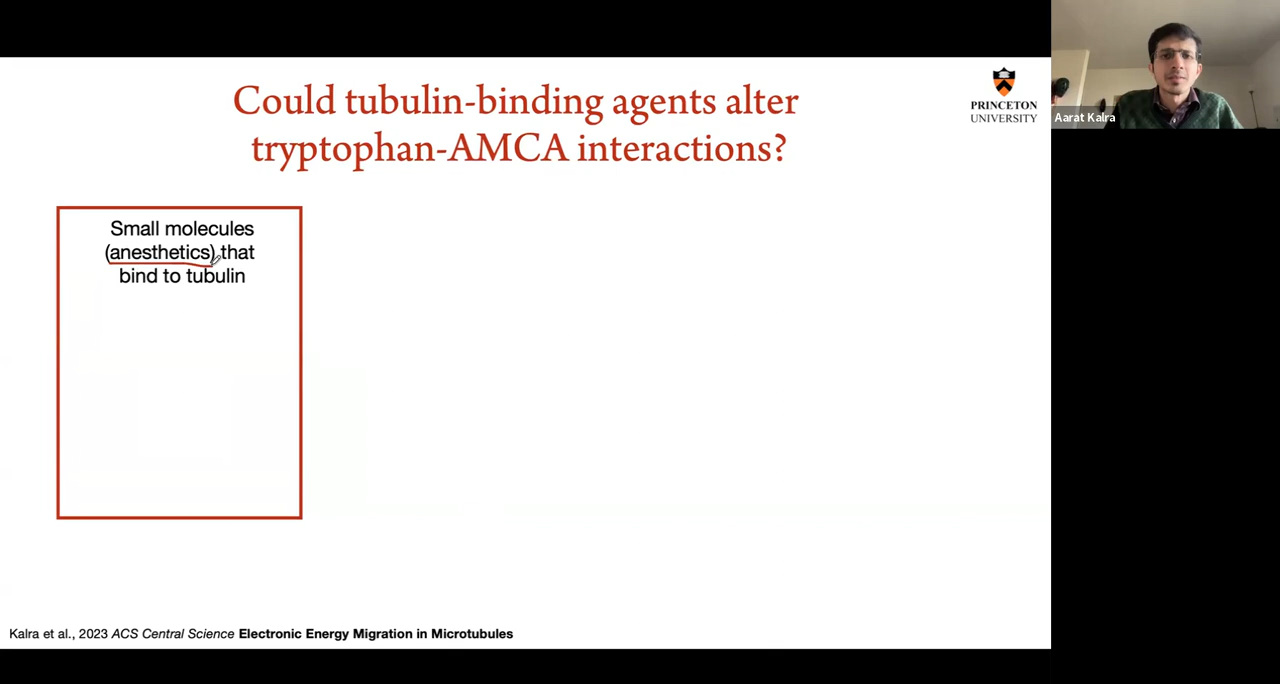 Could tubulin-binding agents alter
tryptophan-AMCA interactions?
PRINCETON
UNIVERSITY
Aarat Kalra
Small molecules
(anesthetics) that
bind to tubulin
Kalra et al., 2023 ACS Central Science Electronic Energy Migration in Microtubules